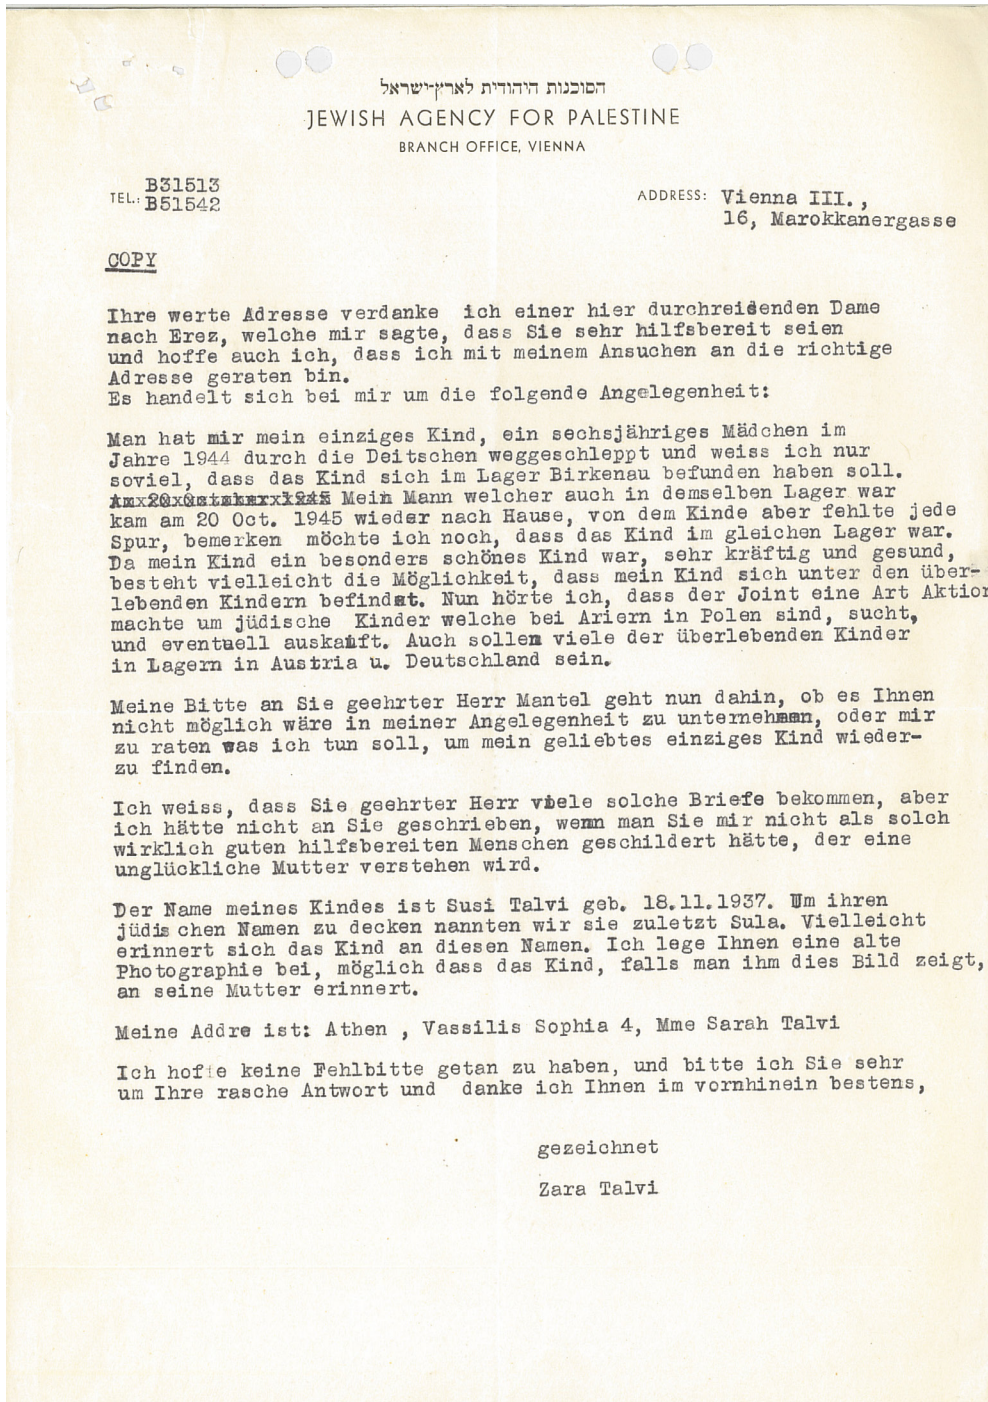 הסוכנות היהודית לארץ-ישראל
JEWISH AGENCY FOR PALESTINE
BRANCH OFFICE, VIENNA
TEL.: B31513
B51542
ADDRESS: Vienna III.,
16, Marokkanergasse
COPY
Ihre werte Adresse verdanke ich einer hier durchreisenden Dame
nach Erez, welche mir sagte, dass Sie sehr hilfsbereit seien
und hoffe auch ich, dass ich mit meinem Ansuchen an die richtige
Adresse geraten bin.
Es handelt sich bei mir um die folgende Angelegenheit:
Man hat mir mein einziges Kind, ein sechsjähriges Mädchen im
Jahre 1944 durch die Deitschen weggeschleppt und weiss ich nur
soviel, dass das Kind sich im Lager Birkenau befunden haben soll.
Mein Mann welcher auch in demselben Lager war
kam am 20 Oct. 1945 wieder nach Hause, von dem Kinde aber fehlte jede
Spur, bemerken möchte ich noch, dass das Kind im gleichen Lager war.
Da mein Kind ein besonders schönes Kind war, sehr kräftig und gesund,
besteht vielleicht die Möglichkeit, dass mein Kind sich unter den über-
lebenden Kindern befindet. Nun hörte ich, dass der Joint eine Art Aktion
machte um jüdische Kinder welche bei Ariern in Polen sind, sucht,
und eventuell auskauft. Auch sollen viele der überlebenden Kinder
in Lagern in Austria u. Deutschland sein.
Meine Bitte an Sie geehrter Herr Mantel geht nun dahin, ob es Ihnen
nicht möglich wäre in meiner Angelegenheit zu unternehmen, oder mir
zu raten was ich tun soll, um mein geliebtes einziges Kind wieder-
zu finden.
Ich weiss, dass Sie geehrter Herr viele solche Briefe bekommen, aber
ich hätte nicht an Sie geschrieben, wenn man Sie mir nicht als solch
wirklich guten hilfsbereiten Menschen geschildert hätte, der eine
unglückliche Mutter verstehen wird.
Der Name meines Kindes ist Susi Talvi geb. 18.11.1937. Um ihren
jüdis chen Namen zu decken nannten wir sie zuletzt Sula. Vielleicht
erinnert sich das Kind an diesen Namen. Ich lege Ihnen eine alte
Photographie bei, möglich dass das Kind, falls man ihm dies Bild zeigt,
an seine Mutter erinnert.
Meine Addre ist: Athen , Vassilis Sophia 4, Mme Sarah Talvi
Ich hoffe keine Fehlbitte getan zu haben, und bitte ich Sie sehr
um Ihre rasche Antwort und danke ich Ihnen im vornhinein bestens,
gezeichnet
Zara Talvi